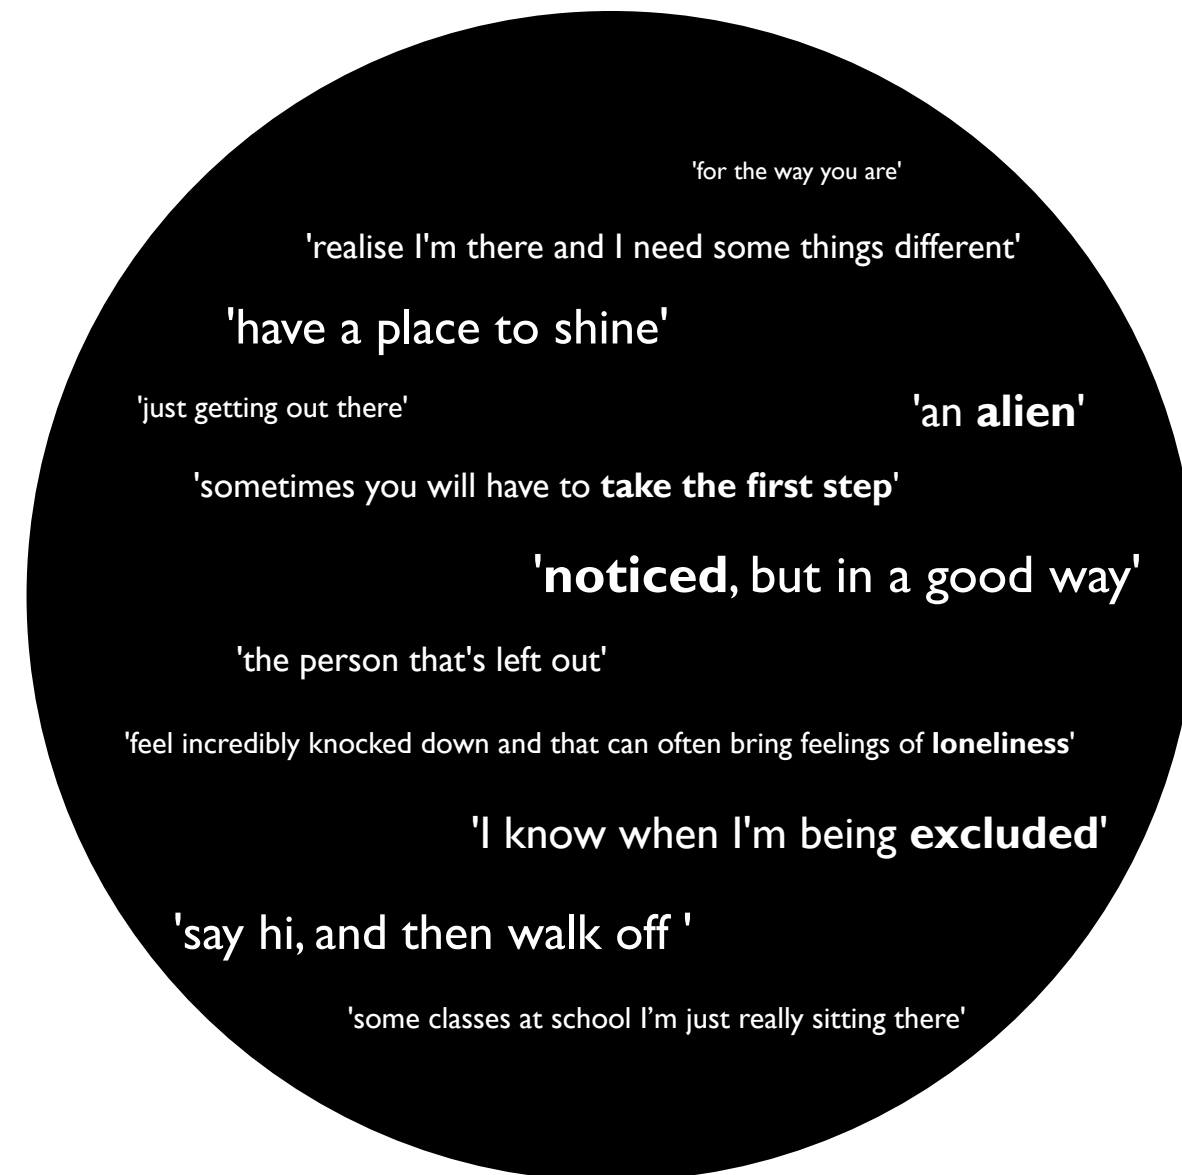 'for the way you are'
'realise I'm there and I need some things different'
'have a place to shine'
'just getting out there'
'an alien'
'sometimes you will have to take the first step'
'noticed, but in a good way'
'the person that's left out'
'feel incredibly knocked down and that can often bring feelings of loneliness'
'I know when I'm being excluded'
'say hi, and then walk off '
'some classes at school I’m just really sitting there'